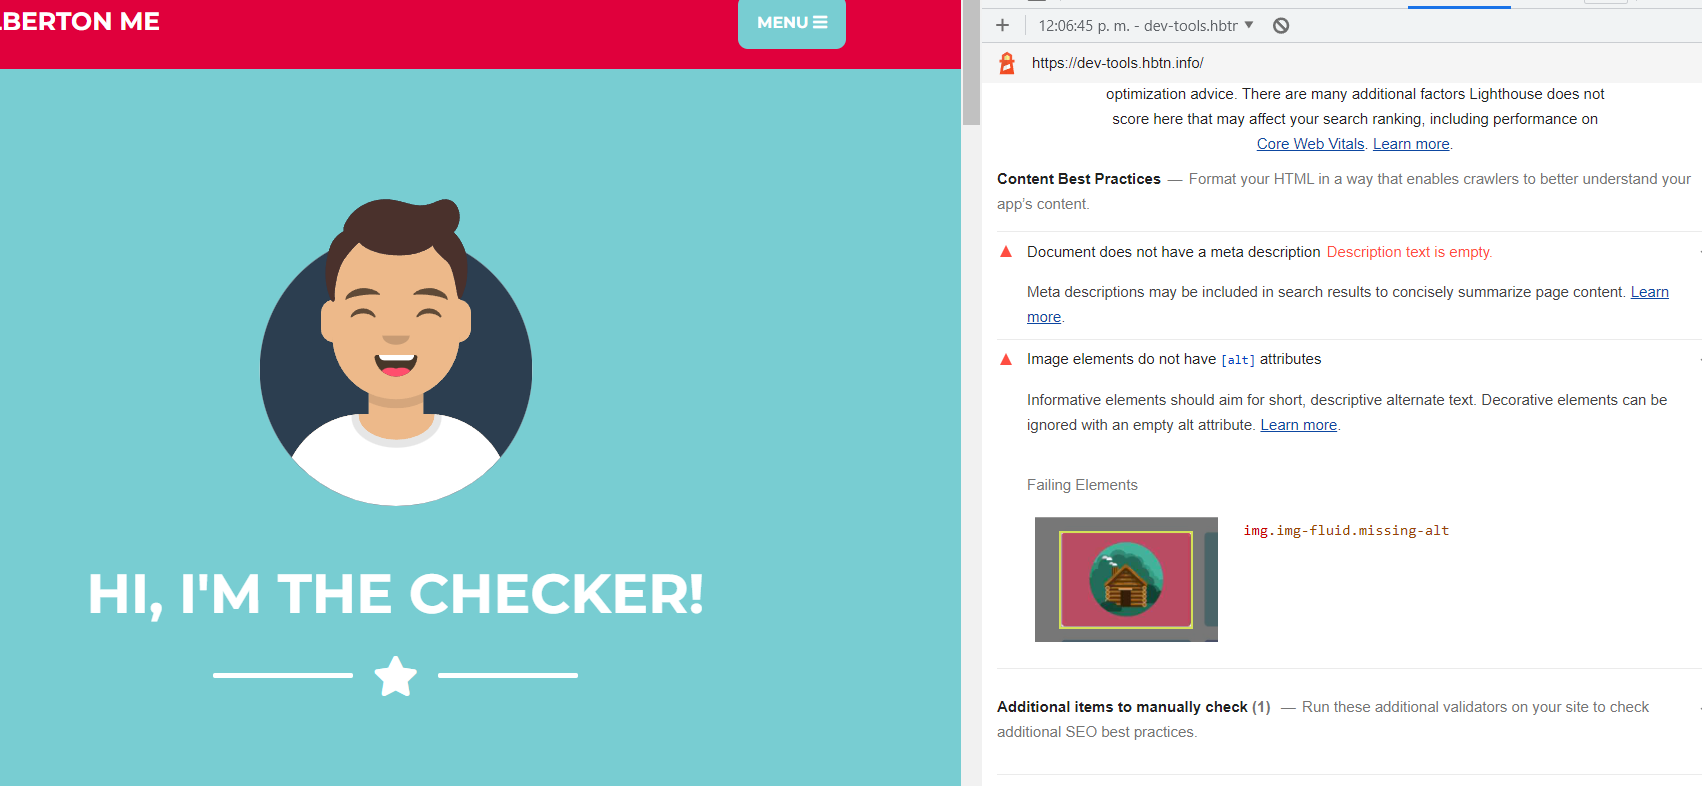 LBERTON ME
MENU
HI, I'M THE CHECKER!
12:06:45 p. m. - dev-tools.hbtr
https://dev-tools.hbtn.info/
optimization advice. There are many additional factors Lighthouse does not
score here that may affect your search ranking, including performance on
Core Web Vitals. Learn more.
Content Best Practices — Format your HTML in a way that enables crawlers to better understand your
app's content.
Document does not have a meta description Description text is empty.
Meta descriptions may be included in search results to concisely summarize page content. Learn
more.
Image elements do not have [alt] attributes
Informative elements should aim for short, descriptive alternate text. Decorative elements can be
ignored with an empty alt attribute. Learn more.
Failing Elements
img.img-fluid.missing-alt
Additional items to manually check (1) — Run these additional validators on your site to check
additional SEO best practices.